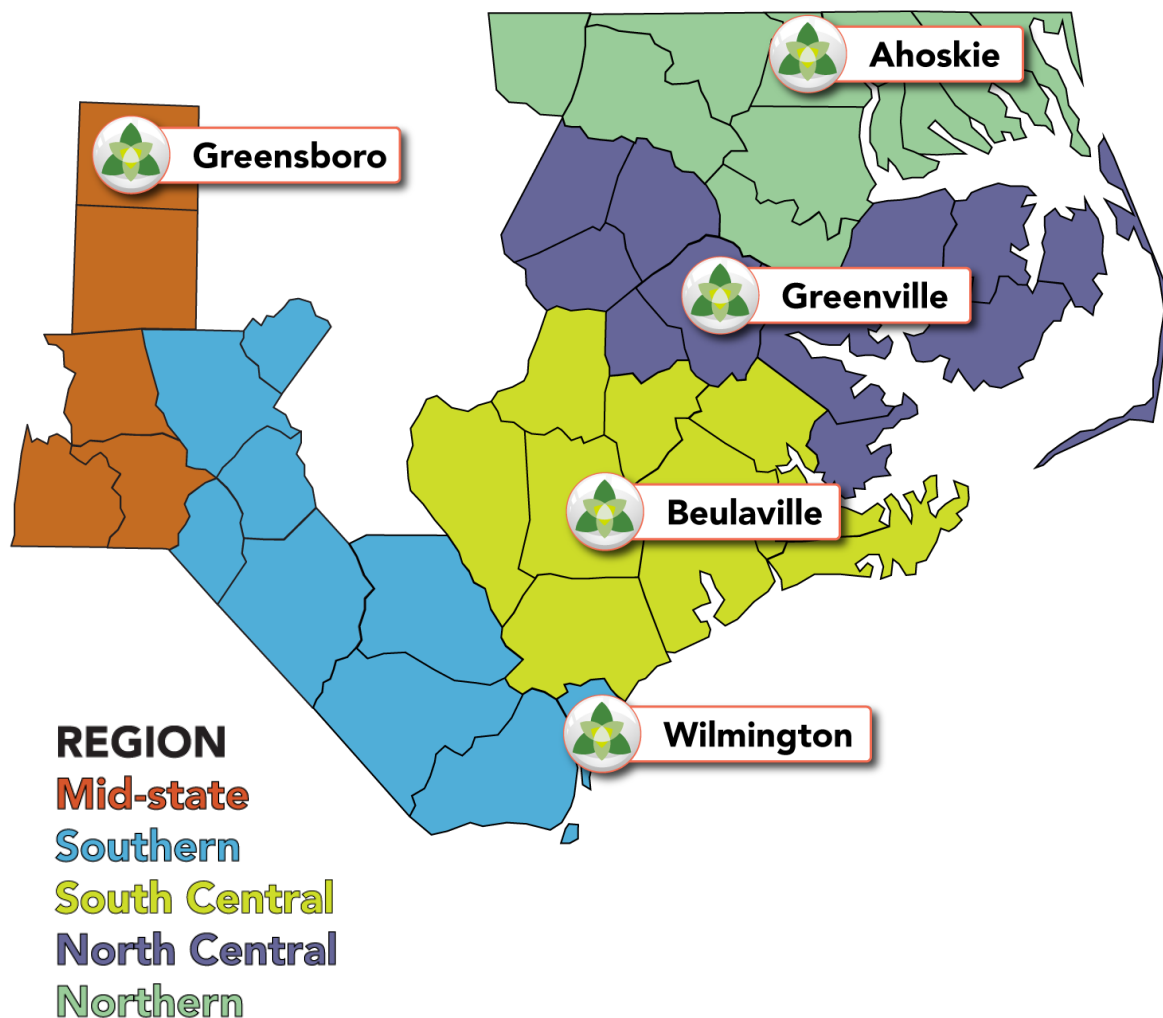 Ahoskie
Greensboro
Greenville
Beulaville
Wilmington
REGION
Mid-state
Southern
South Central
North Central
Northern